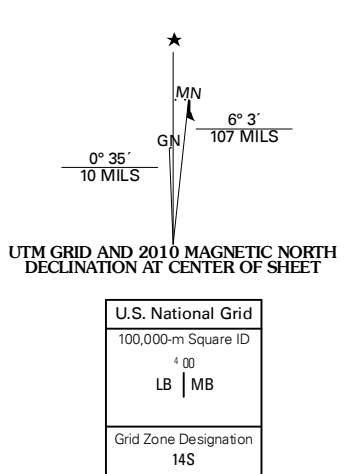 ★
MN
GN
6° 3´
107 MILS
0° 35´
10 MILS
UTM GRID AND 2010 MAGNETIC NORTH
DECLINATION AT CENTER OF SHEET
U.S. National Grid
100,000-m Square ID
4 00
LB MB
Grid Zone Designation
14S